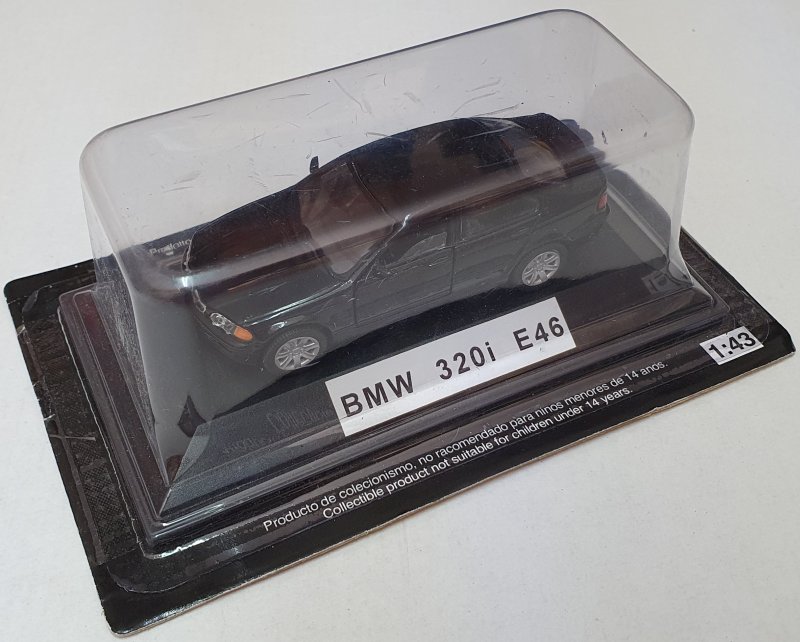 Producto
BMW 320i E46
1:43
Producto de colecionismo, no racomendado para ninos menores de 14 anos.
Collectible product not suitable for children under 14 years.